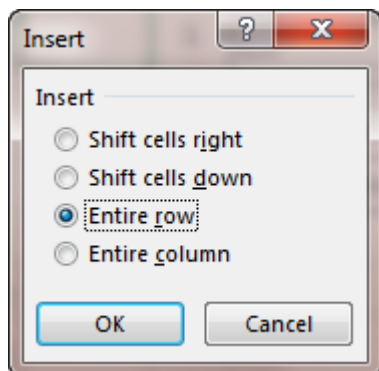 Insert
Insert
Shift cells right
Shift cells down
Entire row
Entire column
OK Cancel